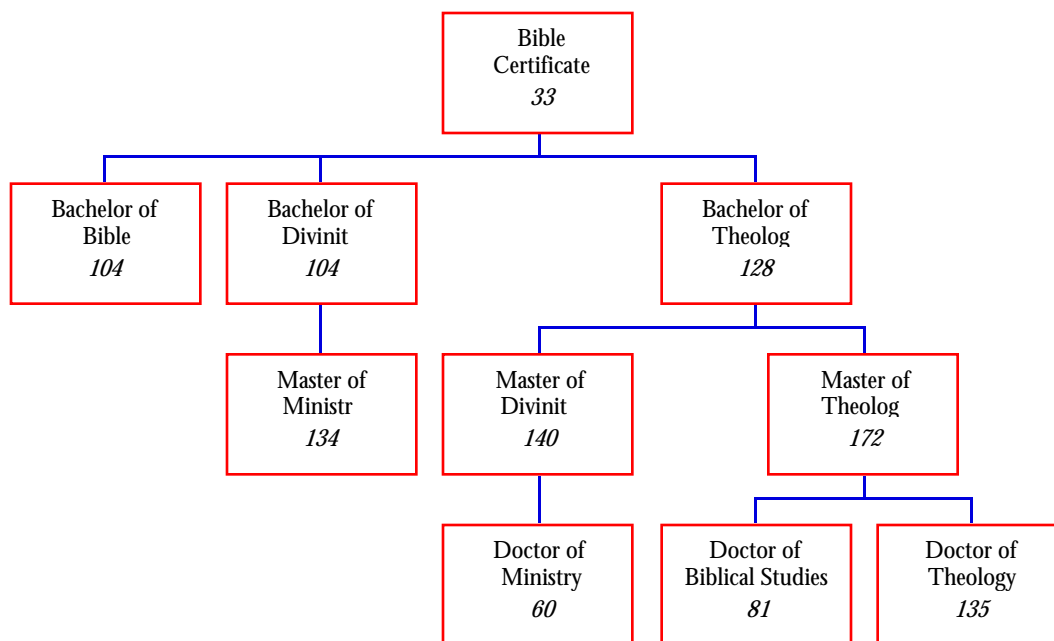 Bible
Certificate
33
Bachelor of
Bible
104
Bachelor of
Divinit
104
Bachelor of
Theolog
128
Master of
Ministr
134
Master of
Divinit
140
Master of
Theolog
172
Doctor of
Ministry
60
Doctor of
Biblical Studies
81
Doctor of
Theology
135